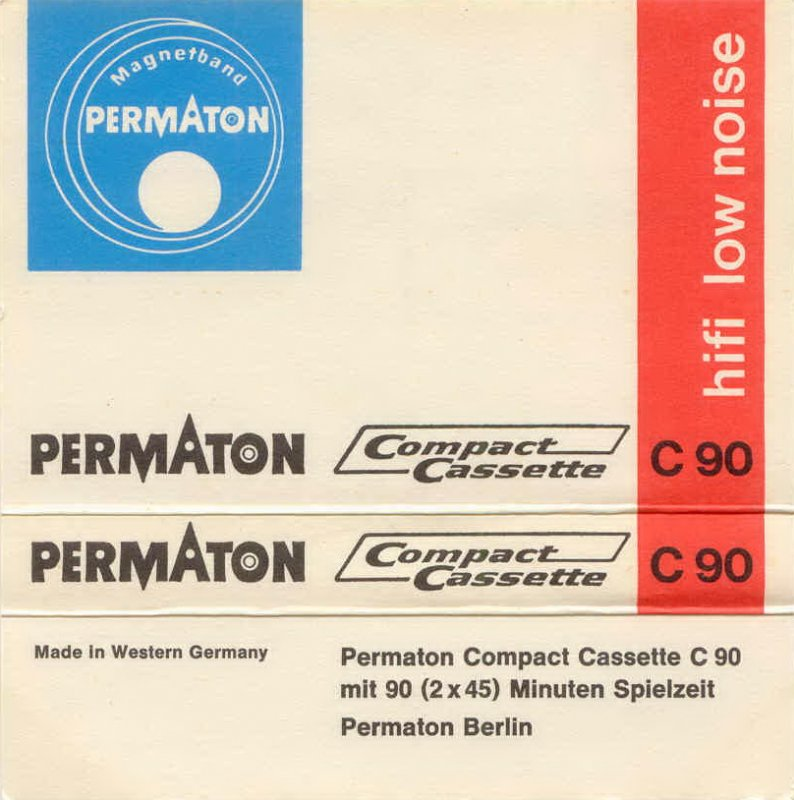 Magnetband
PERMATON
hifi low noise
PERMATON Compact Cassette C 90
PERMATON Compact Cassette C 90
Made in Western Germany
Permaton Compact Cassette C 90
mit 90 (2 x 45) Minuten Spielzeit
Permaton Berlin